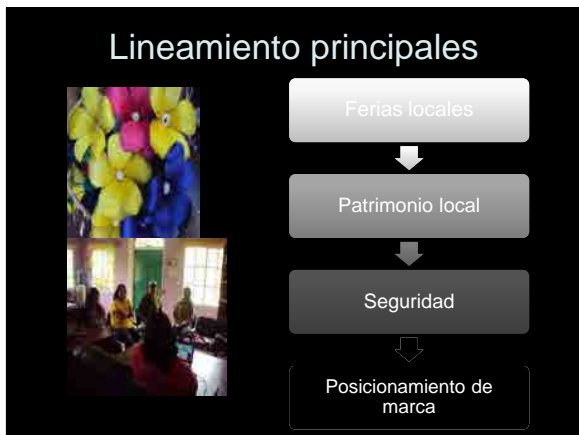 Lineamiento principales
Ferias locales
Patrimonio local
Seguridad
Posicionamiento de
marca